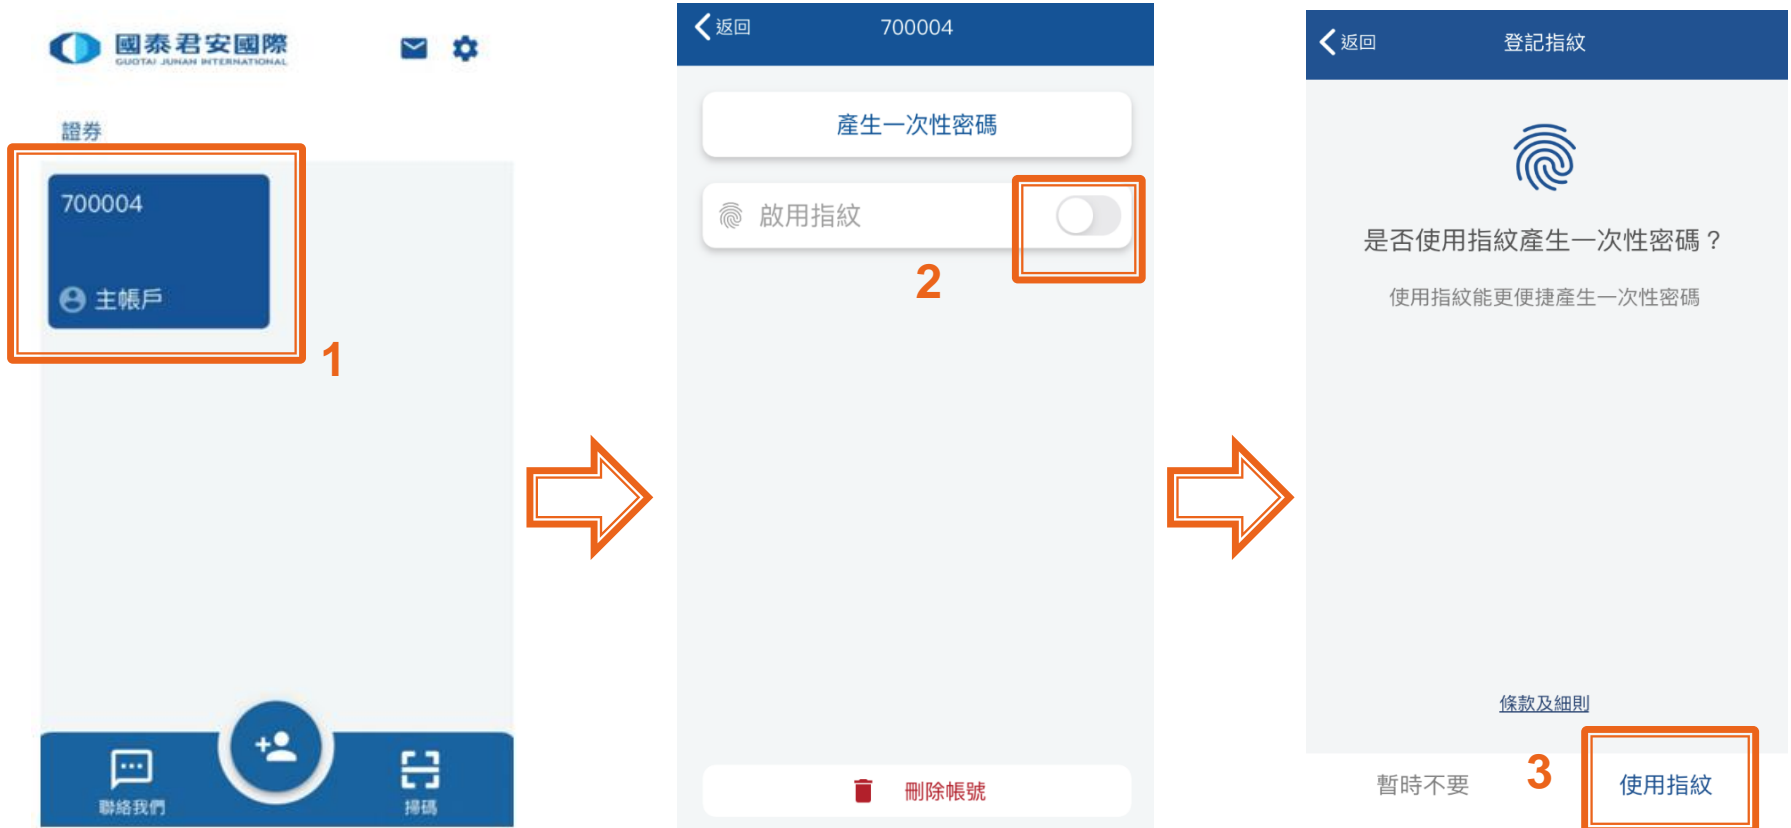 國泰君安國際
GUOTAI JUNAN INTERNATIONAL
證券
700004
主帳戶
1
聯絡我們
掃碼
返回
700004
產生一次性密碼
啟用指紋
2
刪除帳號
返回
登記指紋
是否使用指紋產生一次性密碼？
使用指紋能更便捷產生一次性密碼
條款及細則
暫時不要
3
使用指紋